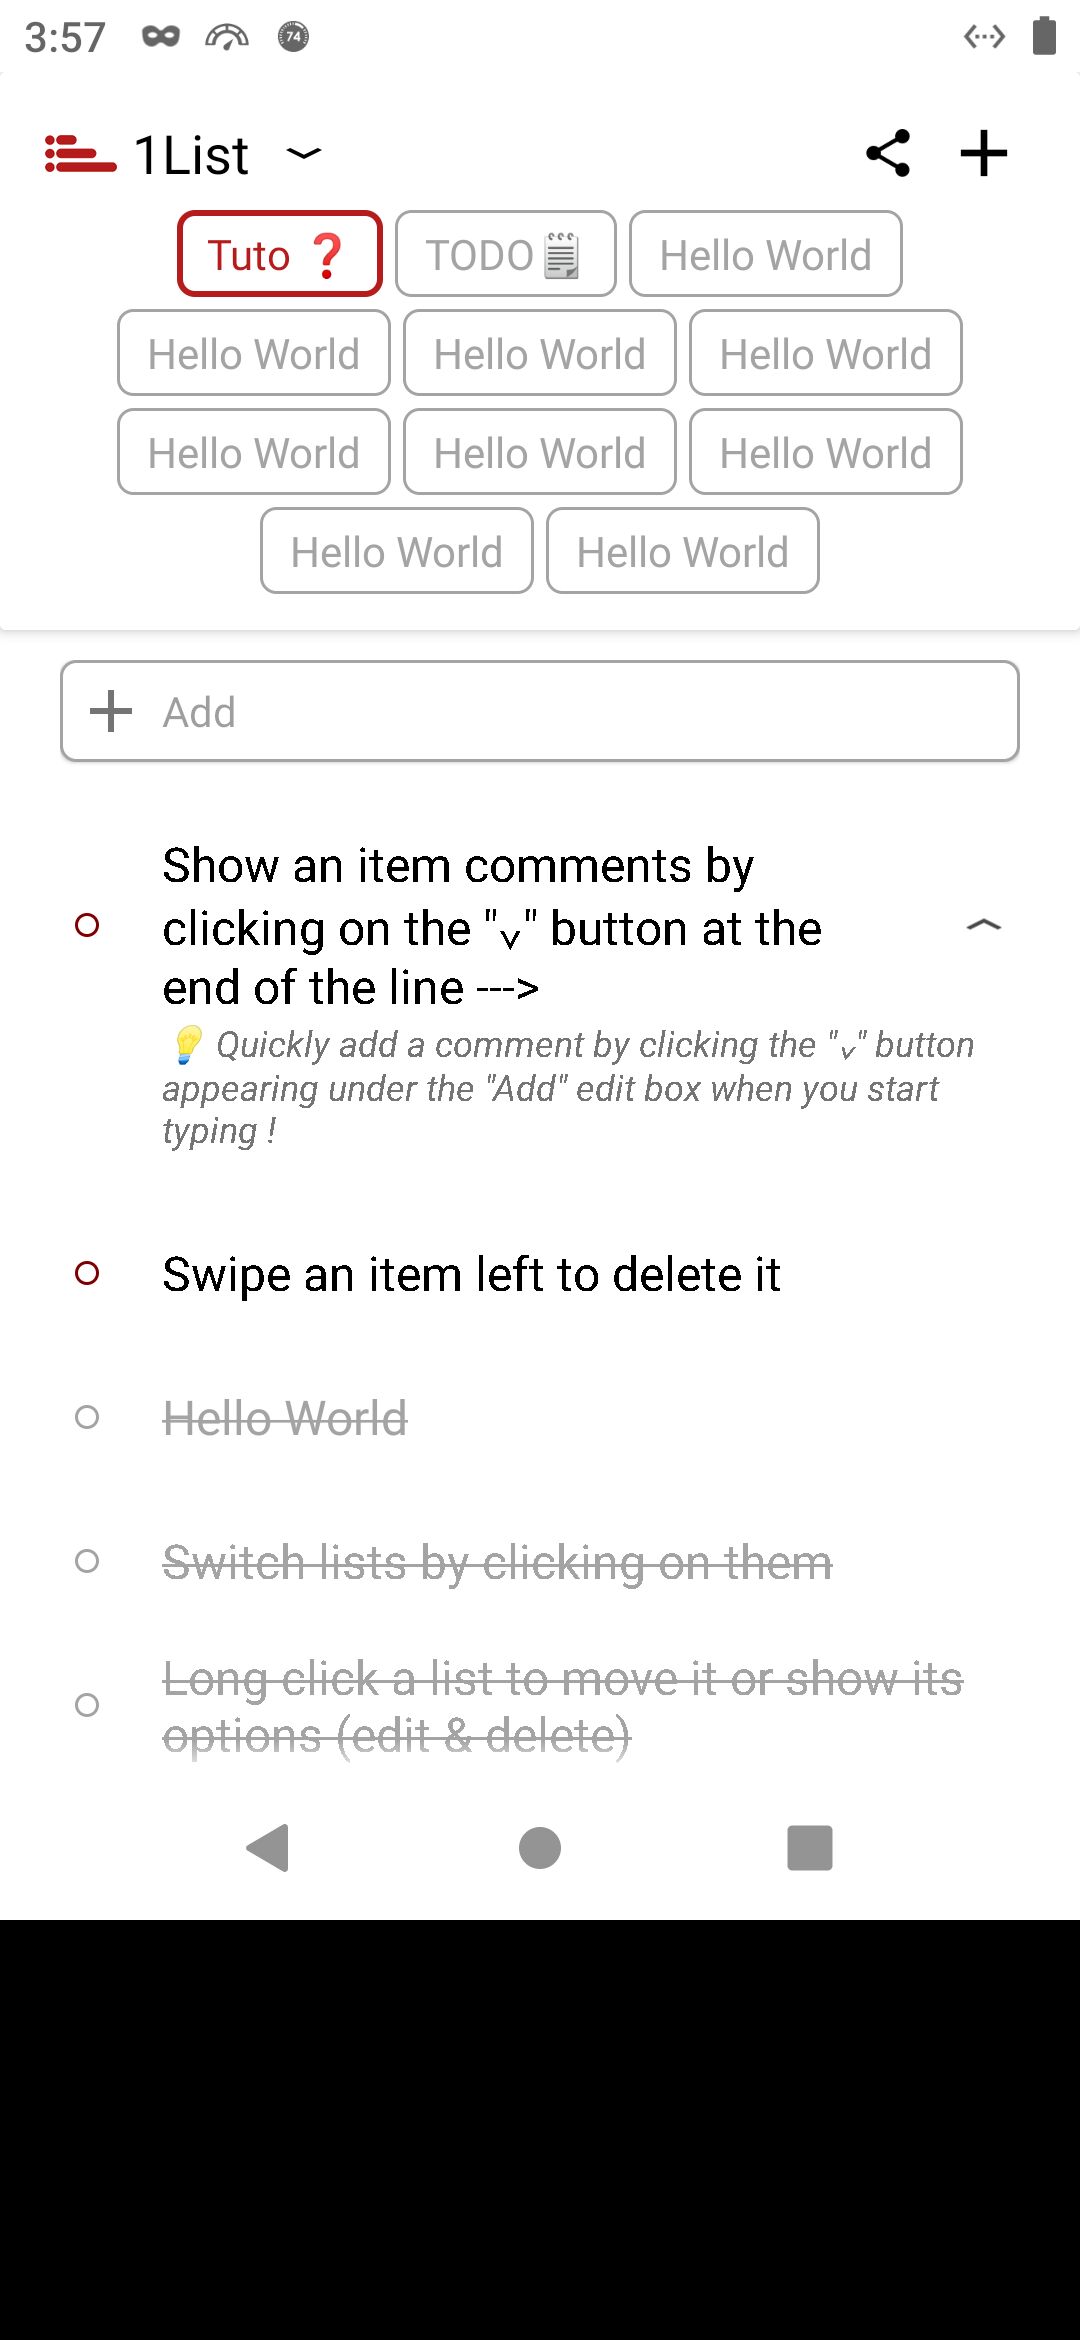 3:57
74
1List
Tuto ❓ TODO🗒 Hello World
Hello World Hello World Hello World
Hello World Hello World Hello World
Hello World Hello World
Add
Show an item comments by
clicking on the "v" button at the
end of the line --->
💡 Quickly add a comment by clicking the "v" button
appearing under the "Add" edit box when you start
typing !
Swipe an item left to delete it
Hello World
Switch lists by clicking on them
Long click a list to move it or show its
options (edit & delete)